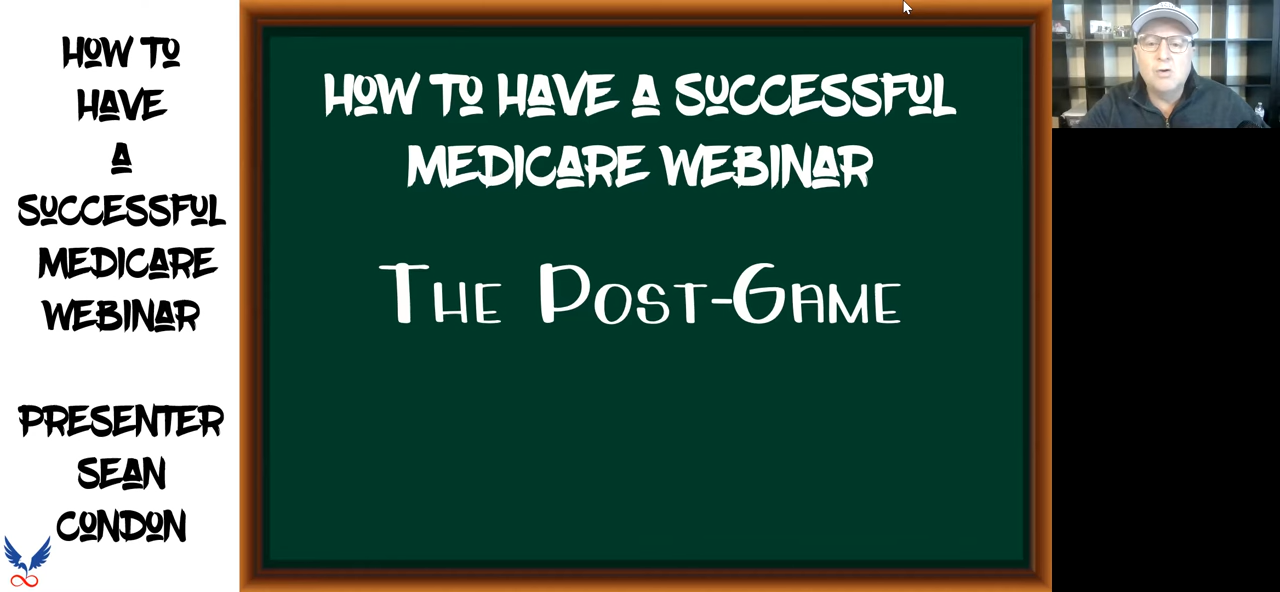 HOW TO
HAVE
A
SUCCESSFUL
MEDICARE
WEBINAR
PRESENTER
SEAN
CONDON
HOW TO HAVE A SUCCESSFUL
MEDICARE WEBINAR
THE POST-GAME